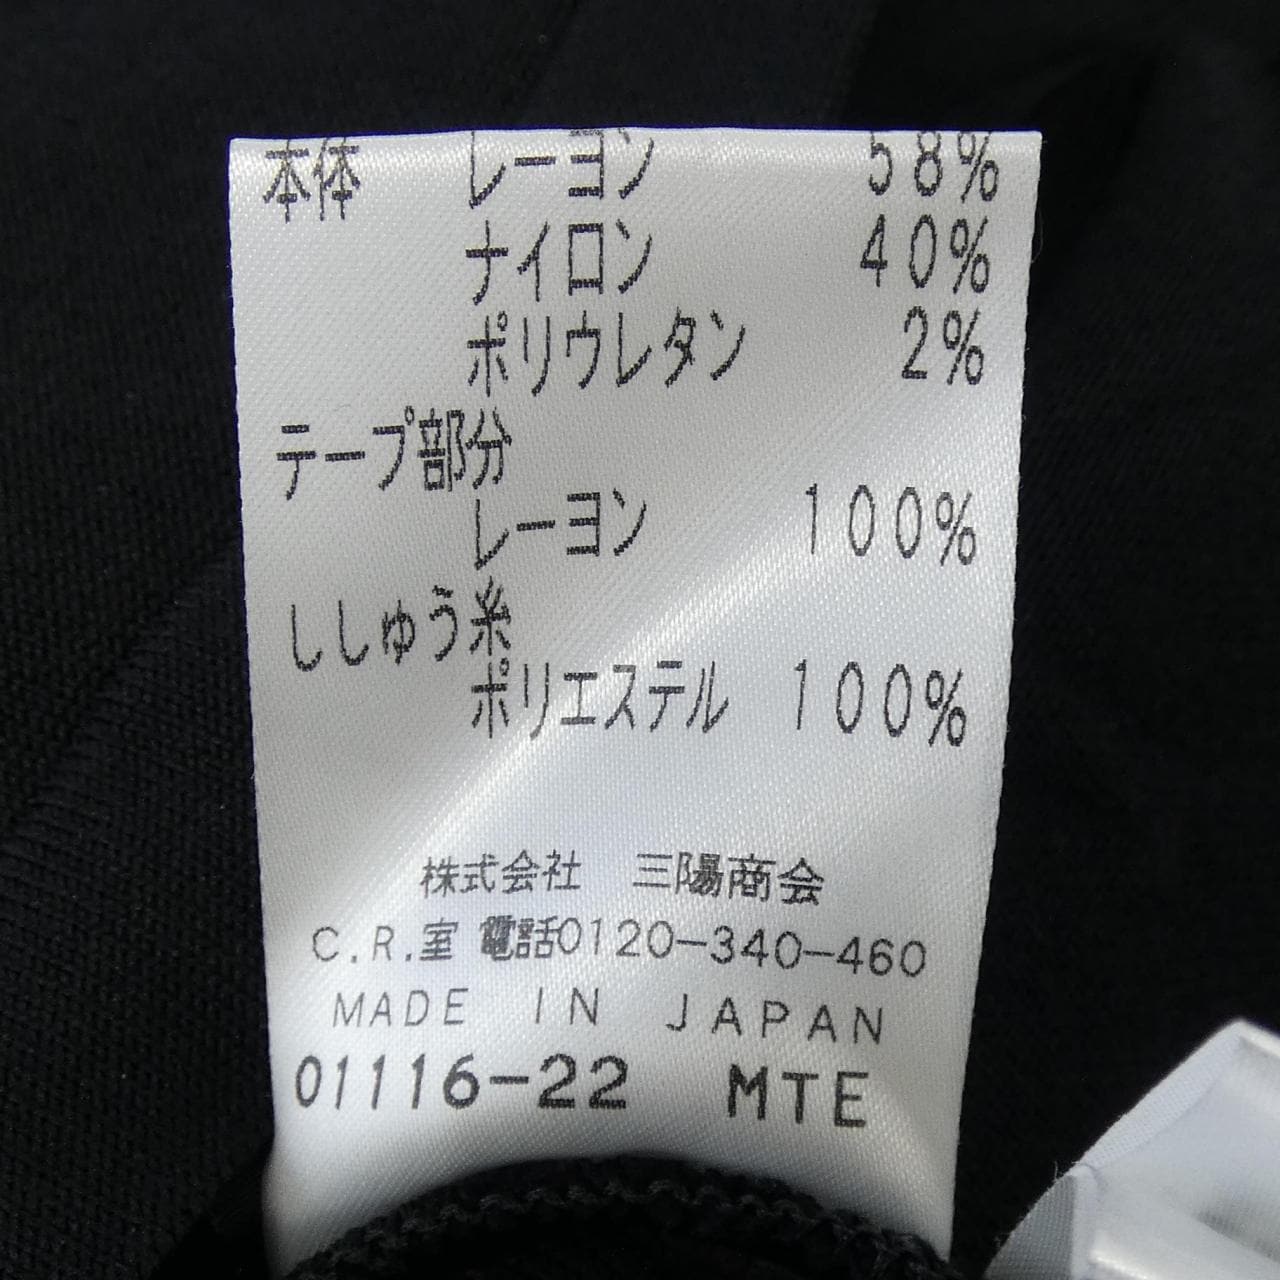 本体 レーヨン 58%
ナイロン 40%
ポリウレタン 2%
テープ部分
レーヨン 100%
ししゅう糸
ポリエステル 100%
株式会社 三陽商会
C.R.室 電話0120-340-460
MADE IN JAPAN
01116-22 MTE